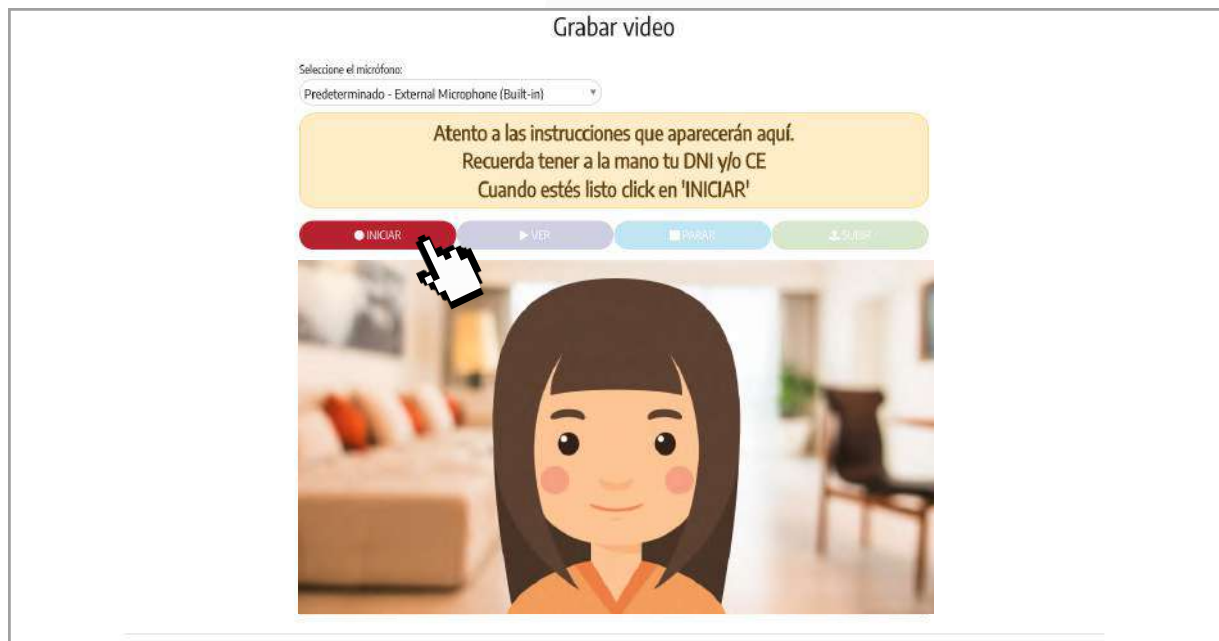 Grabar video
Seleccione el micrófono:
Predeterminado - External Microphone (Built-in)
Atento a las instrucciones que aparecerán aquí.
Recuerda tener a la mano tu DNI y/o CE
Cuando estés listo click en 'INICIAR'
INICIAR
VER
PARAR
SUBIR